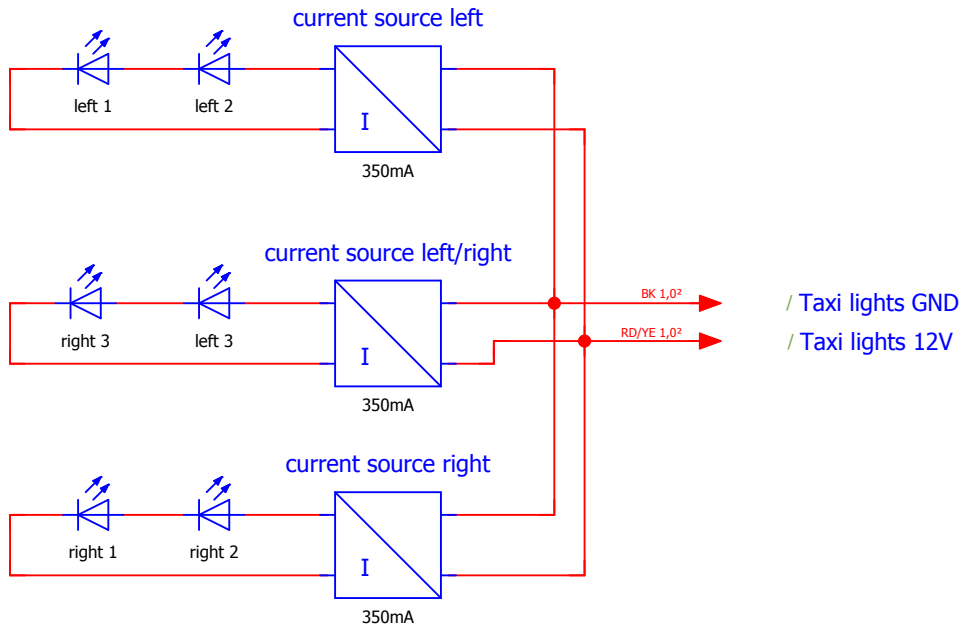 current source left
left 1
left 2
I
350mA
current source left/right
BK 1,0²
/ Taxi lights GND
right 3
left 3
RD/YE 1,0²
/ Taxi lights 12V
I
350mA
current source right
right 1
right 2
I
350mA